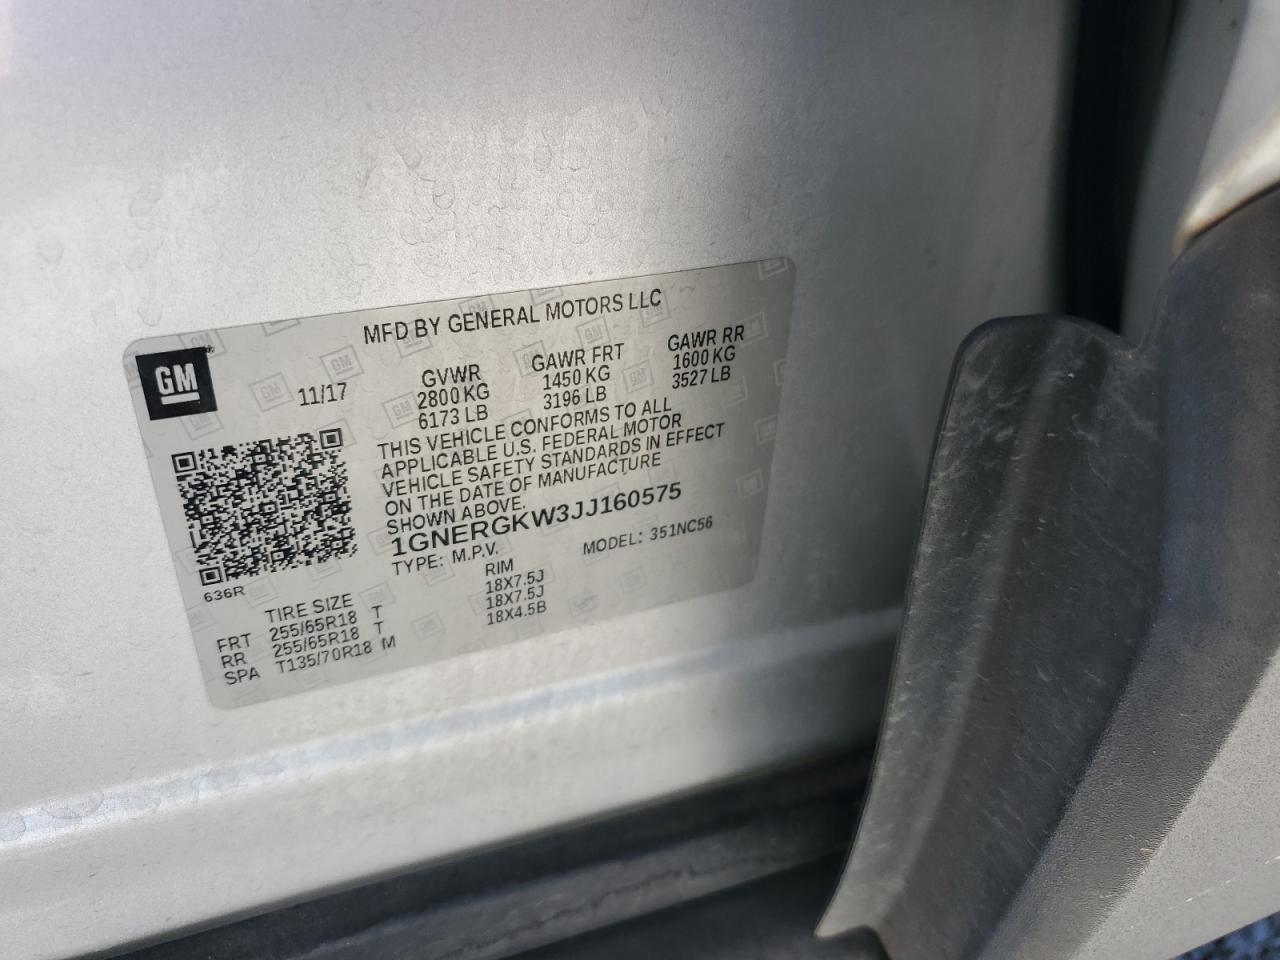 MFD BY GENERAL MOTORS LLC
GM
11/17
GVWR
2800 KG
6173 LB
GAWR FRT
1450 KG
3196 LB
GAWR RR
1600 KG
3527 LB
THIS VEHICLE CONFORMS TO ALL
APPLICABLE U.S. FEDERAL MOTOR
VEHICLE SAFETY STANDARDS IN EFFECT
ON THE DATE OF MANUFACTURE
SHOWN ABOVE.
1GNERGKW3JJ160575
TYPE: M.P.V. MODEL: 351NC56
636R
TIRE SIZE RIM
FRT 255/65R18 T 18X7.5J
RR 255/65R18 T 18X7.5J
SPA T135/70R18 M 18X4.5B